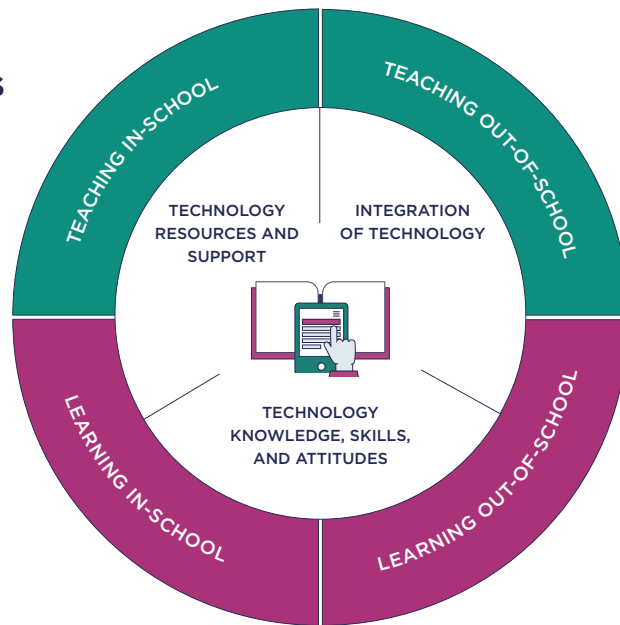 S
TEACHING IN-SCHOOL
TEACHING OUT-OF-SCHOOL
TECHNOLOGY
RESOURCES AND
SUPPORT
INTEGRATION
OF TECHNOLOGY
TECHNOLOGY
KNOWLEDGE, SKILLS,
AND ATTITUDES
LEARNING IN-SCHOOL
LEARNING OUT-OF-SCHOOL